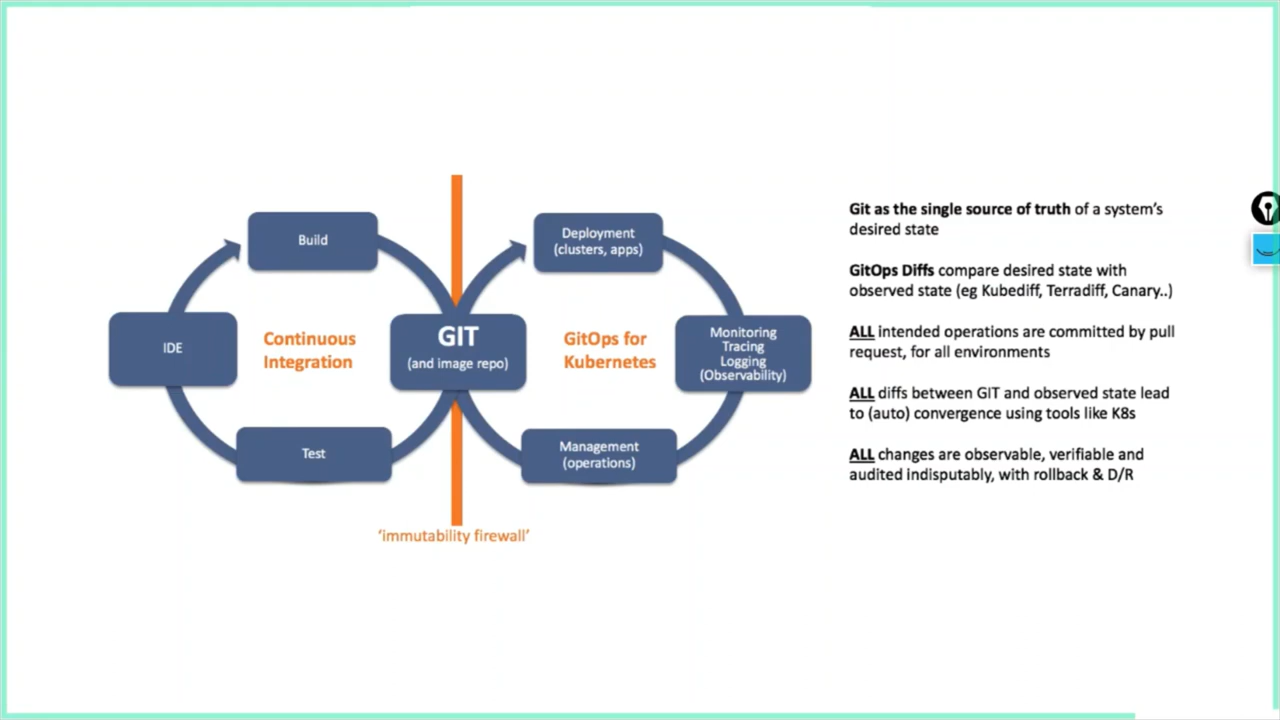 Build
IDE
Continuous
Integration
Test
GIT
(and image repo)
'immutability firewall'
Deployment
(clusters, apps)
GitOps for
Kubernetes
Monitoring
Tracing
Logging
(Observability)
Management
(operations)
Git as the single source of truth of a system's
desired state
GitOps Diffs compare desired state with
observed state (eg Kubediff, Terradiff, Canary..)
ALL intended operations are committed by pull
request, for all environments
ALL diffs between GIT and observed state lead
to (auto) convergence using tools like K8s
ALL changes are observable, verifiable and
audited indisputably, with rollback & D/R